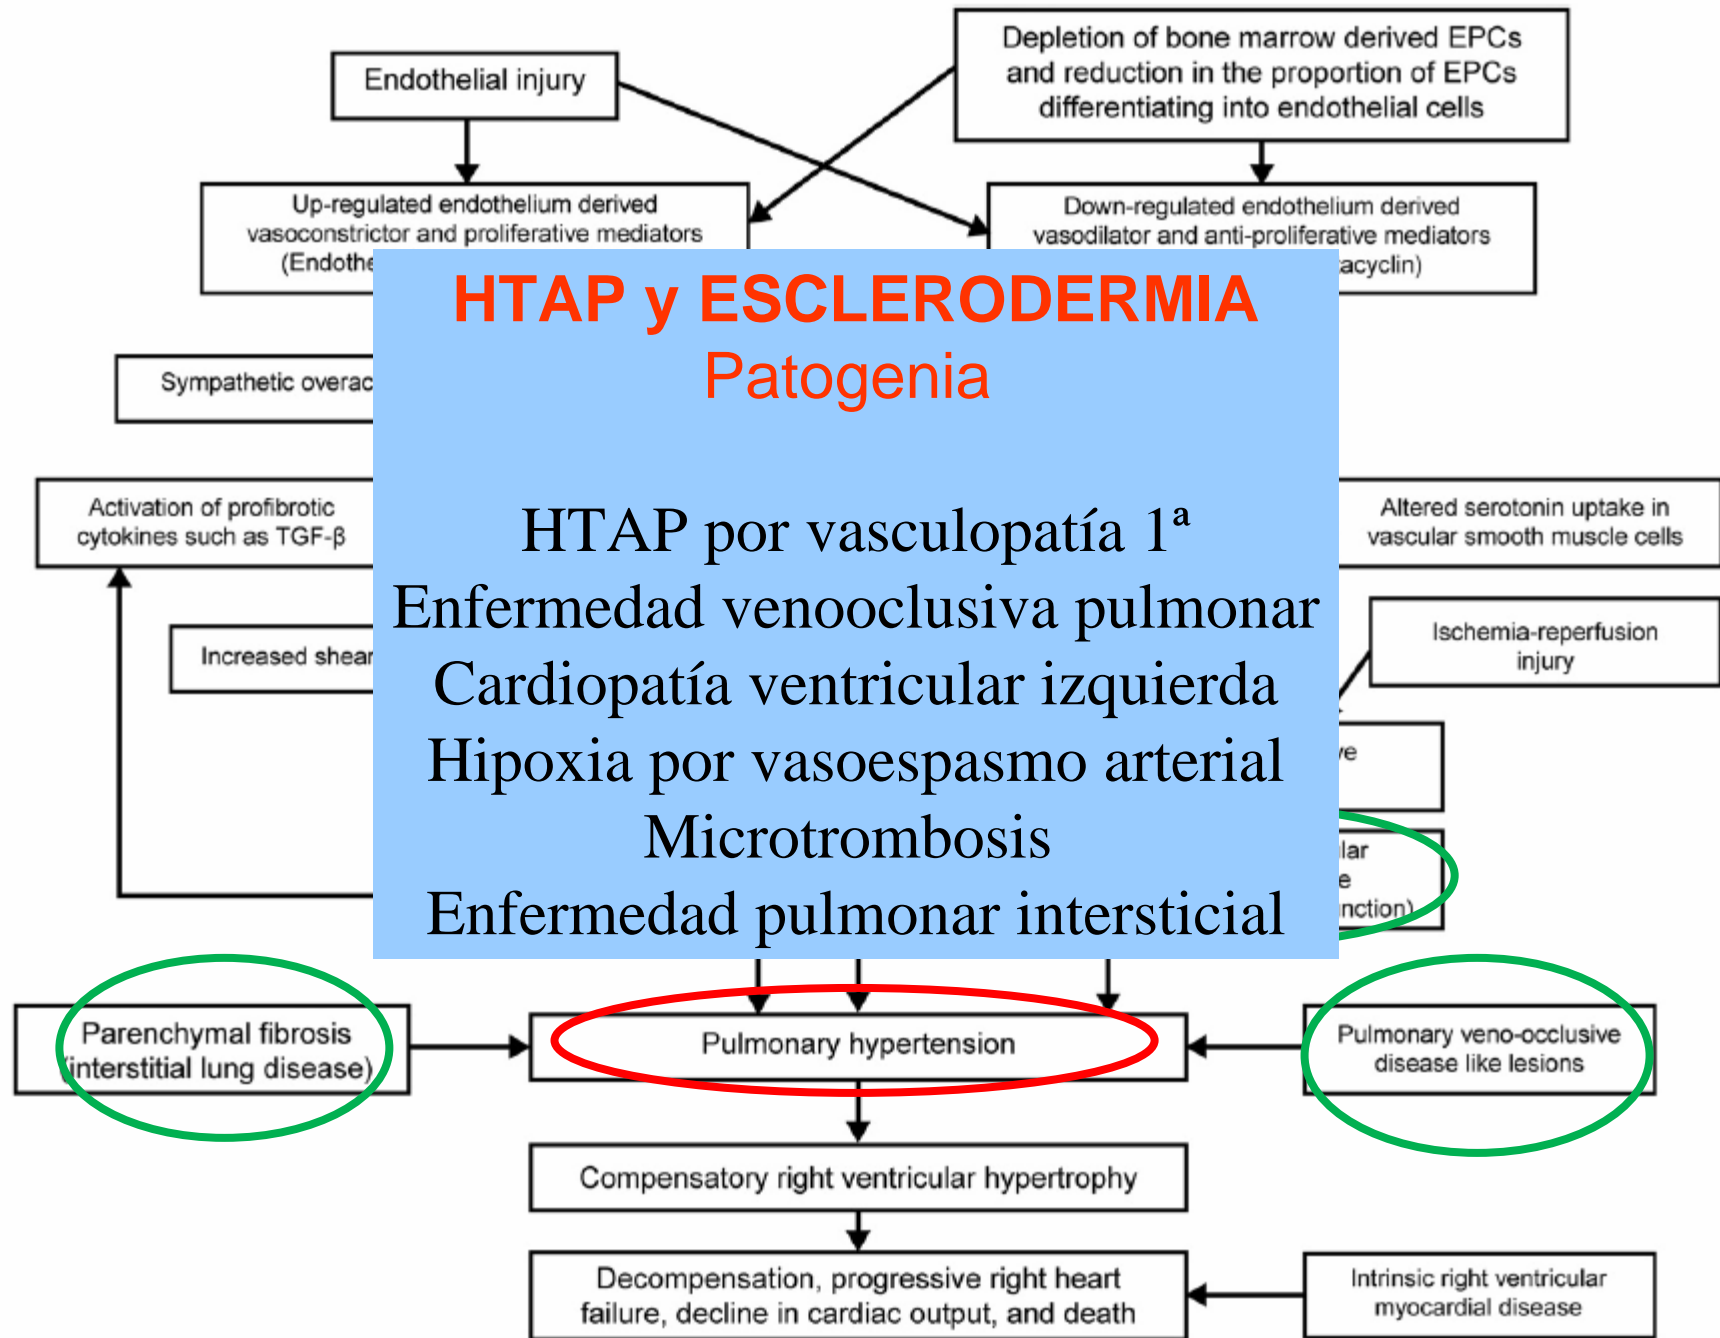 Endothelial injury
Depletion of bone marrow derived EPCs
and reduction in the proportion of EPCs
differentiating into endothelial cells
Up-regulated endothelium derived
vasoconstrictor and proliferative mediators
Down-regulated endothelium derived
vasodilator and anti-proliferative mediators
HTAP y ESCLERODERMIA
Patogenia
HTAP por vasculopatía 1ª
Enfermedad venooclusiva pulmonar
Cardiopatía ventricular izquierda
Hipoxia por vasoespasmo arterial
Microtrombosis
Enfermedad pulmonar intersticial
Sympathetic
Activation of profibrotic
cytokines such as TGF-β
Altered serotonin uptake in
vascular smooth muscle cells
Increased shear
Ischemia-reperfusion
injury
Parenchymal fibrosis
(interstitial lung disease)
Pulmonary hypertension
Pulmonary veno-occlusive
disease like lesions
Compensatory right ventricular hypertrophy
Decompensation, progressive right heart
failure, decline in cardiac output, and death
Intrinsic right ventricular
myocardial disease